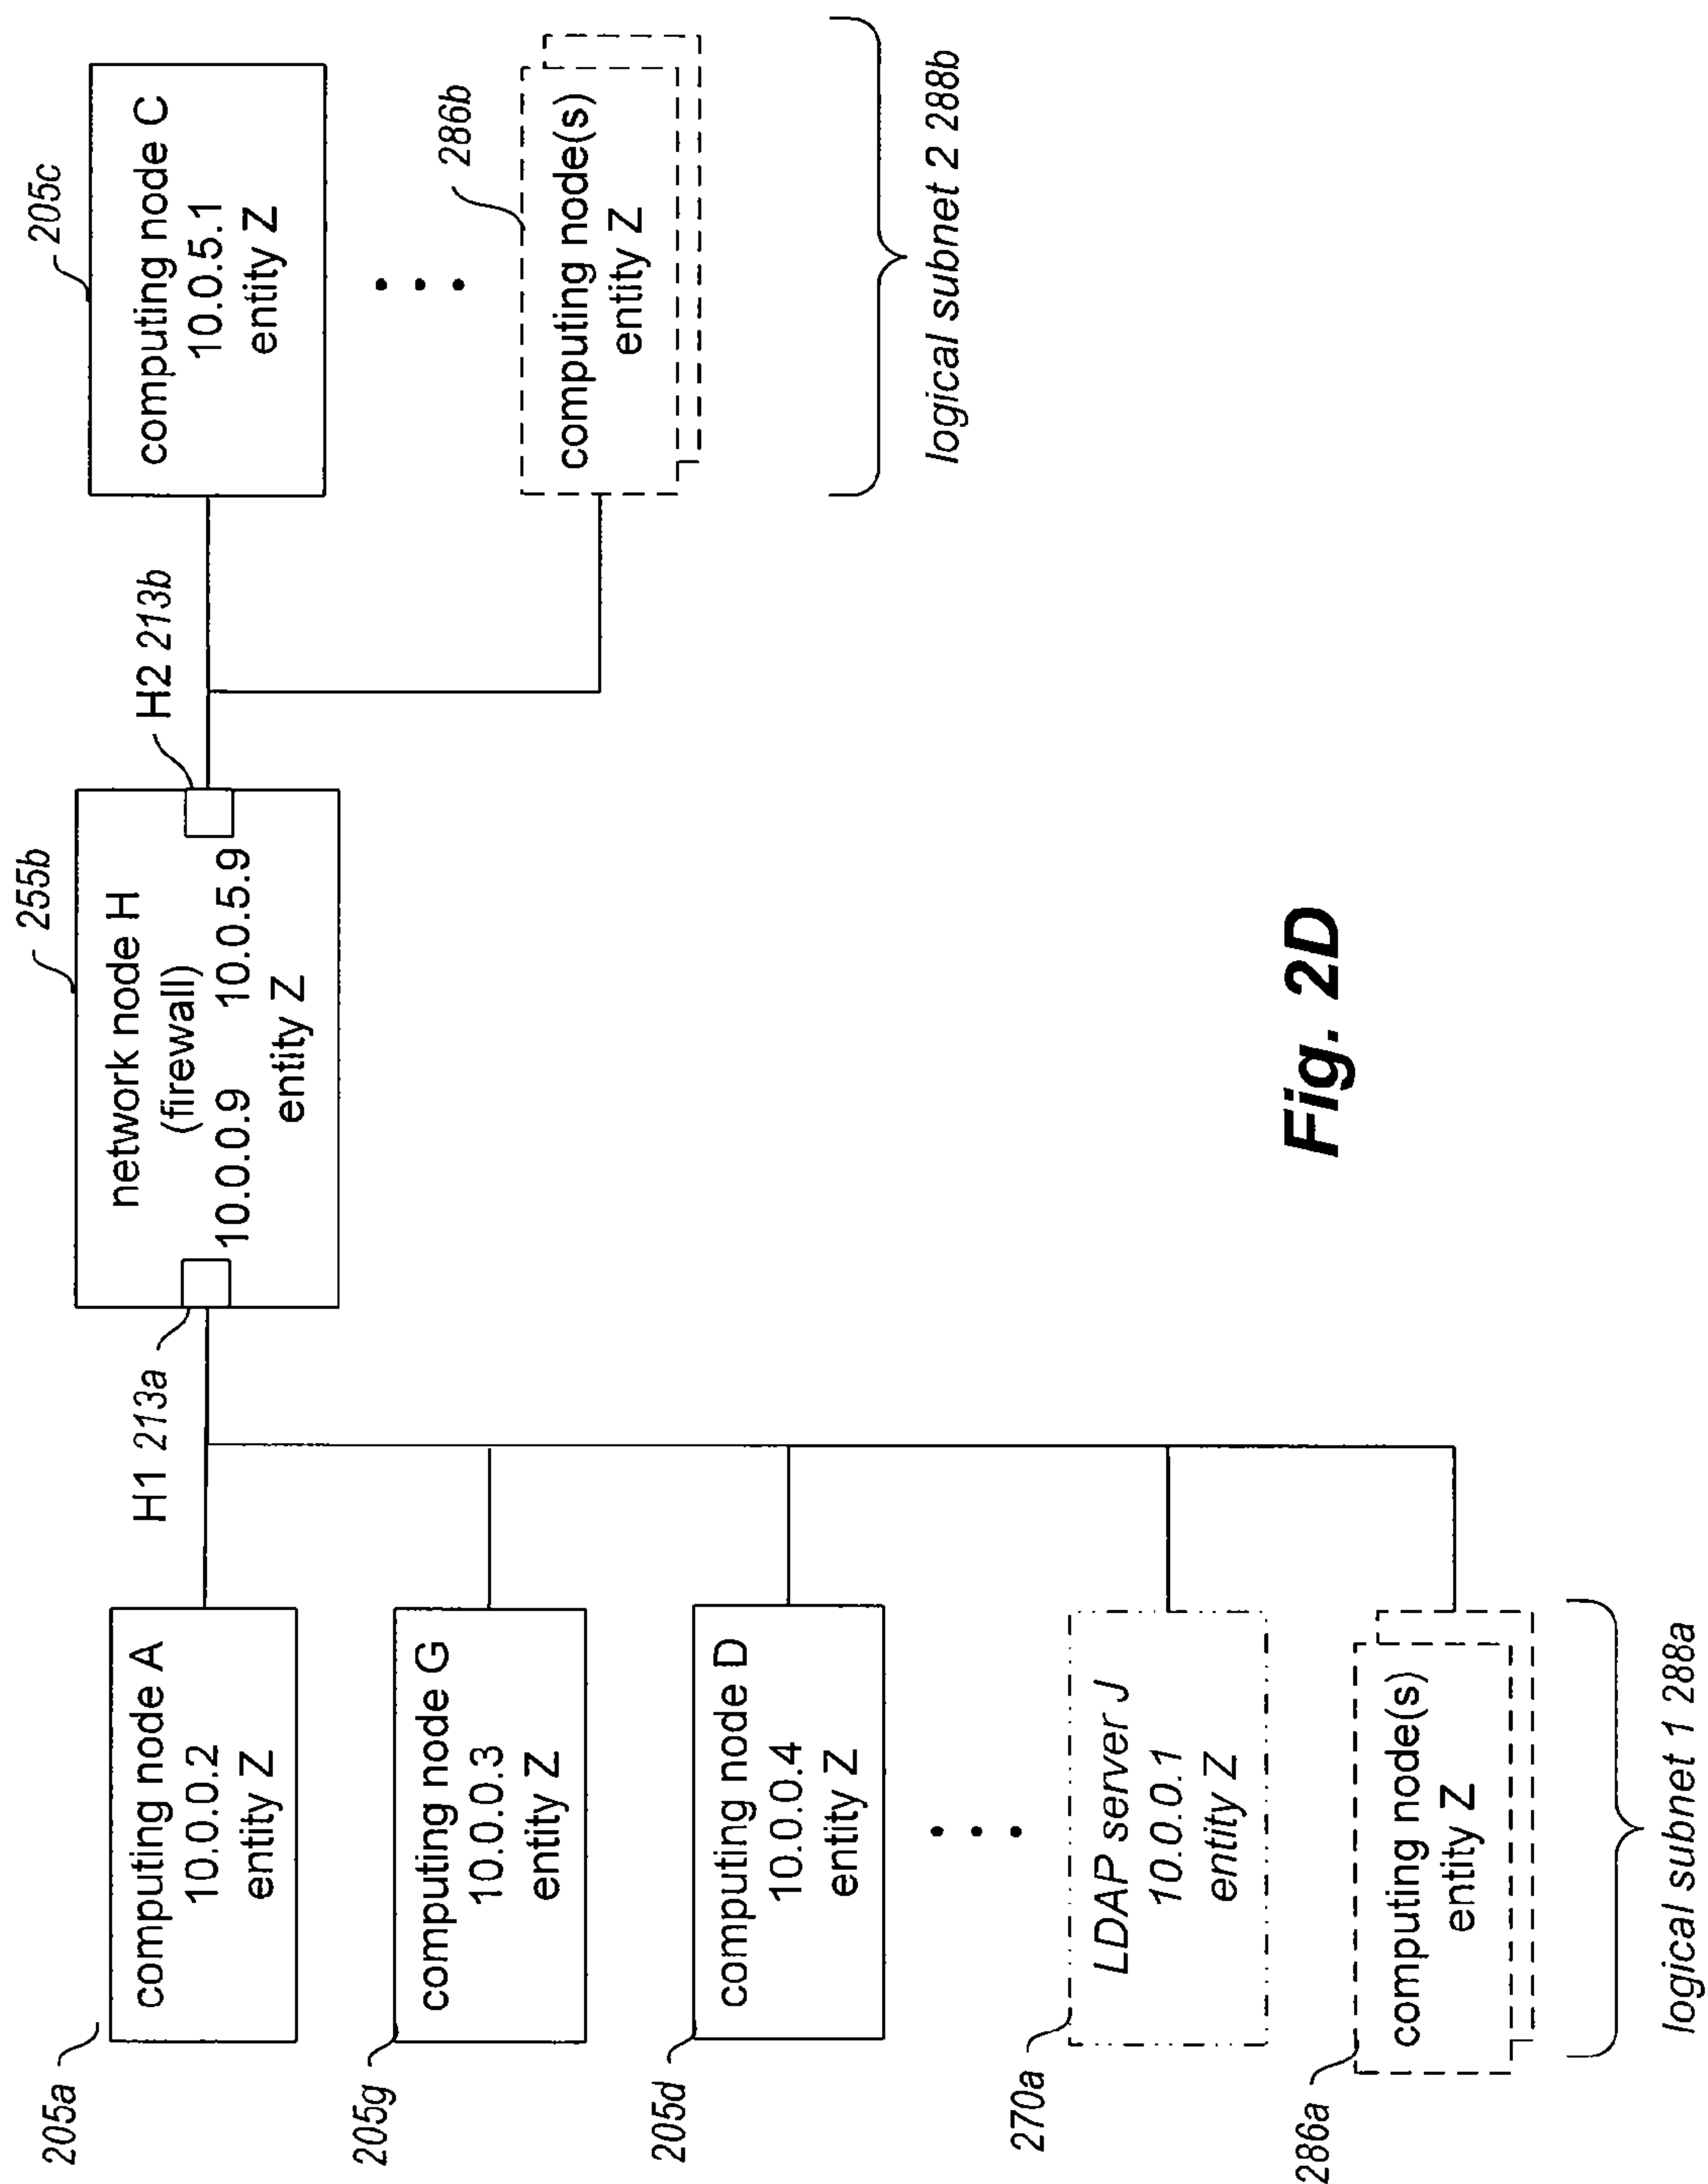 205a
computing node A
10.0.0.2
entity Z
205g
computing node G
10.0.0.3
entity Z
205d
computing node D
10.0.0.4
entity Z
270a
LDAP server J
10.0.0.1
entity Z
286a
computing node(s)
entity Z
logical subnet 1 288a
H1 213a
255b
network node H
(firewall)
10.0.0.9 10.0.5.9
entity Z
H2 213b
205c
computing node C
10.0.5.1
entity Z
286b
computing node(s)
entity Z
logical subnet 2 288b
Fig. 2D